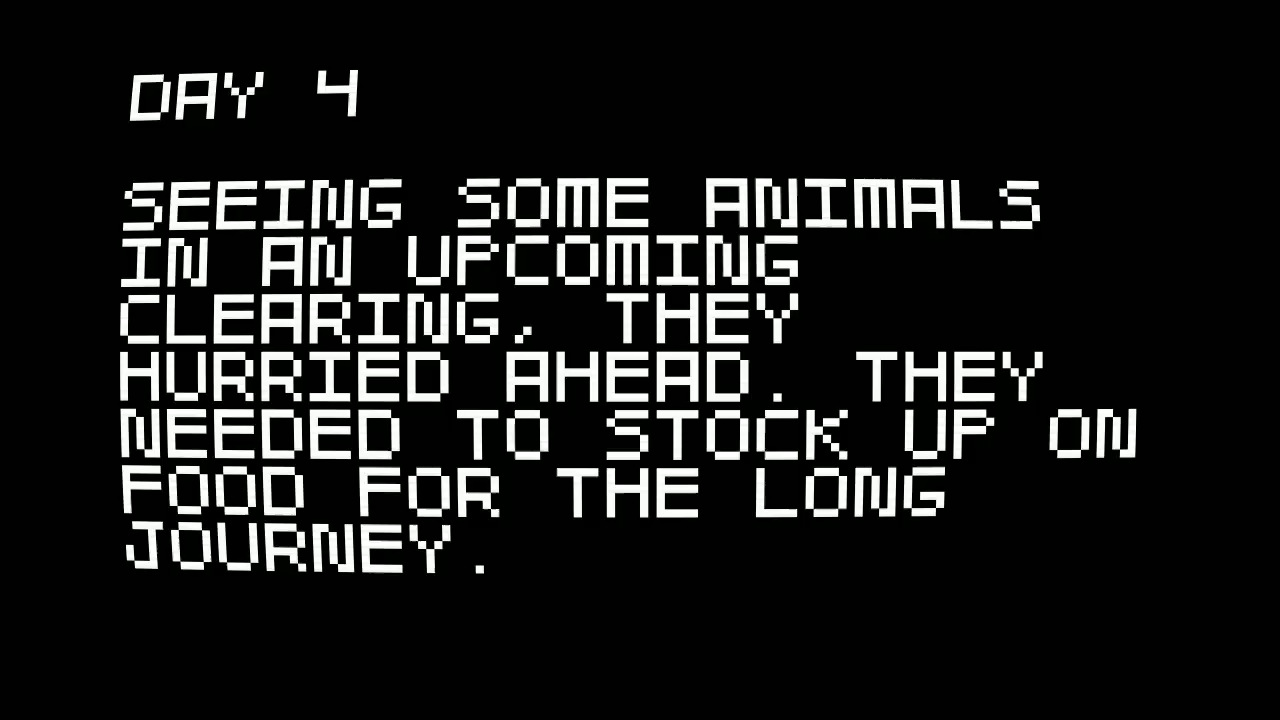 DAY 4
SEEING SOME ANIMALS
IN AN UPCOMING
CLEARING, THEY
HURRIED AHEAD. THEY
NEEDED TO STOCK UP ON
FOOD FOR THE LONG
JOURNEY.